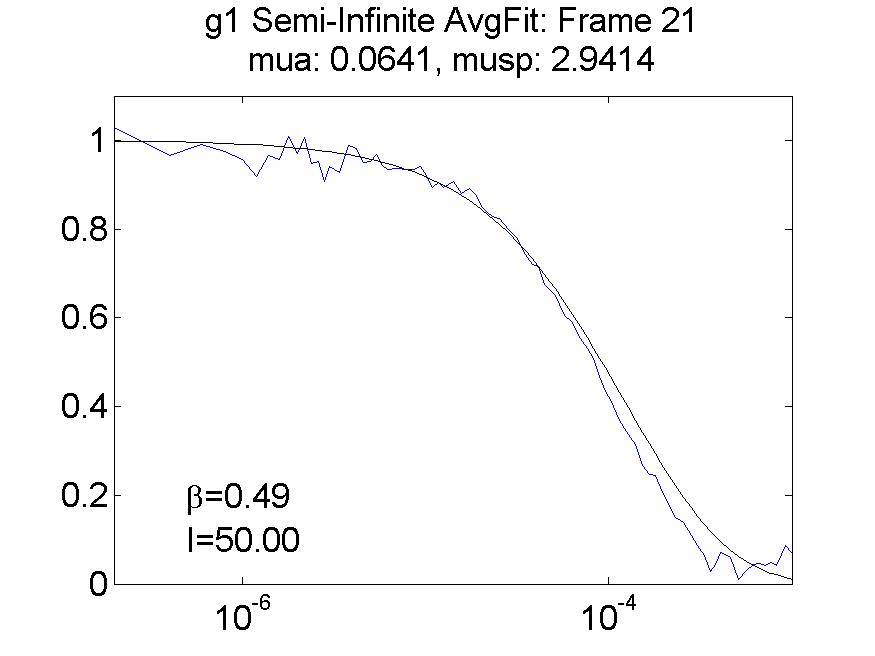 g1 Semi-Infinite AvgFit: Frame 21
mua: 0.0641, musp: 2.9414
1
0.8
0.6
0.4
0.2
0
β=0.49
I=50.00
10^-6
10^-4